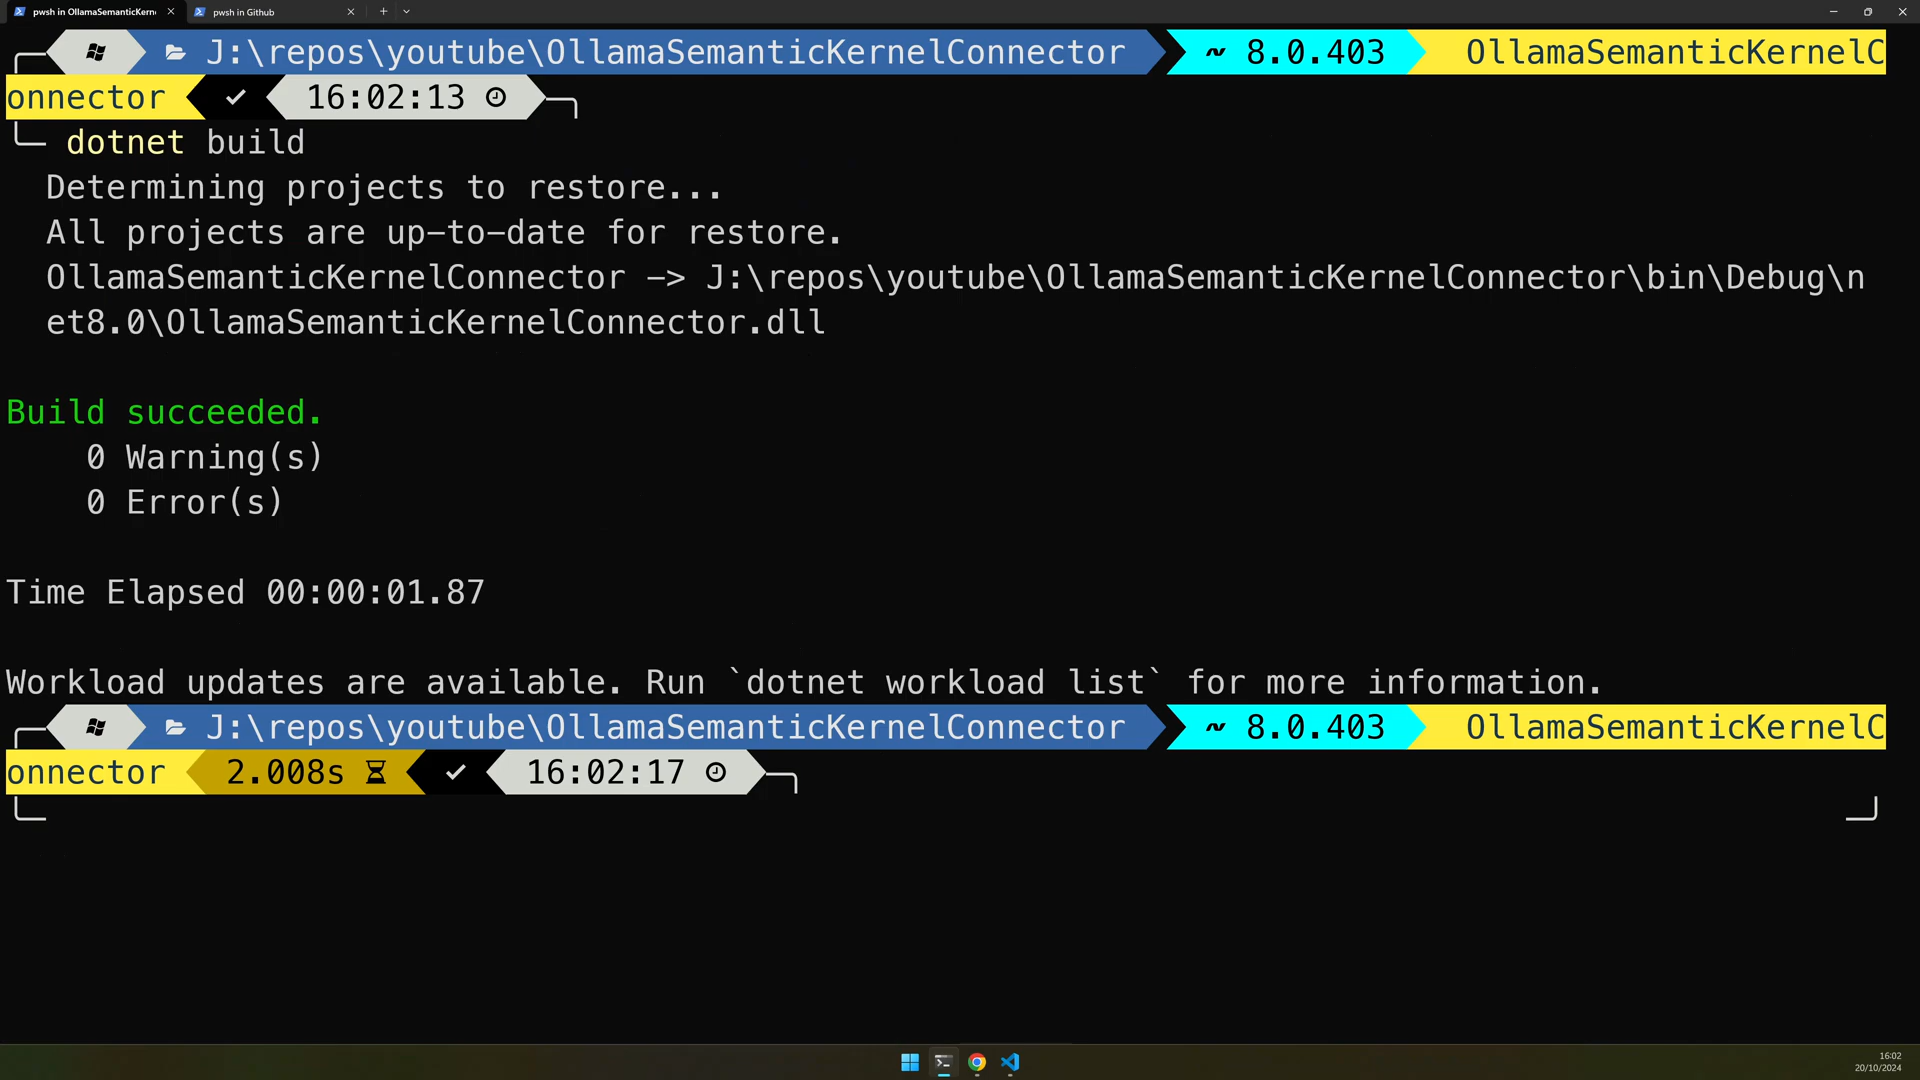 pwsh in OllamaSemanticKerne
pwsh in Github
J:\repos\youtube\OllamaSemanticKernelConnector
8.0.403
OllamaSemanticKernelC
onnector
16:02:13
dotnet build
Determining projects to restore...
All projects are up-to-date for restore.
OllamaSemanticKernelConnector -> J:\repos\youtube\OllamaSemanticKernelConnector\bin\Debug\n
et8.0\OllamaSemanticKernelConnector.dll
Build succeeded.
0 Warning(s)
0 Error(s)
Time Elapsed 00:00:01.87
Workload updates are available. Run `dotnet workload list` for more information.
J:\repos\youtube\OllamaSemanticKernelConnector
8.0.403
OllamaSemanticKernelC
onnector
2.008s
16:02:17
16:02
20/10/2024